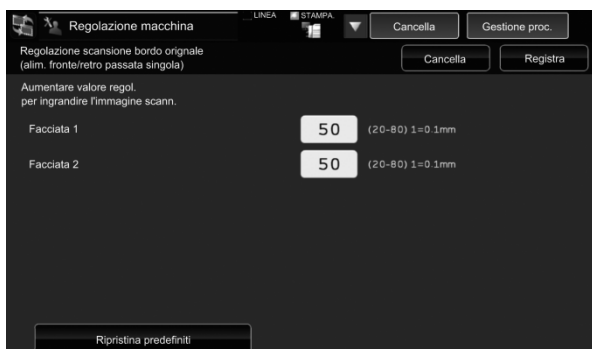 Regolazione macchina
LINEA
STAMPA.
Cancella
Gestione proc.
Regolazione scansione bordo orignale
(alim. fronte/retro passata singola)
Cancella
Registra
Aumentare valore regol.
per ingrandire l'immagine scann.
Facciata 1
50
(20-80) 1=0.1mm
Facciata 2
50
(20-80) 1=0.1mm
Ripristina predefiniti